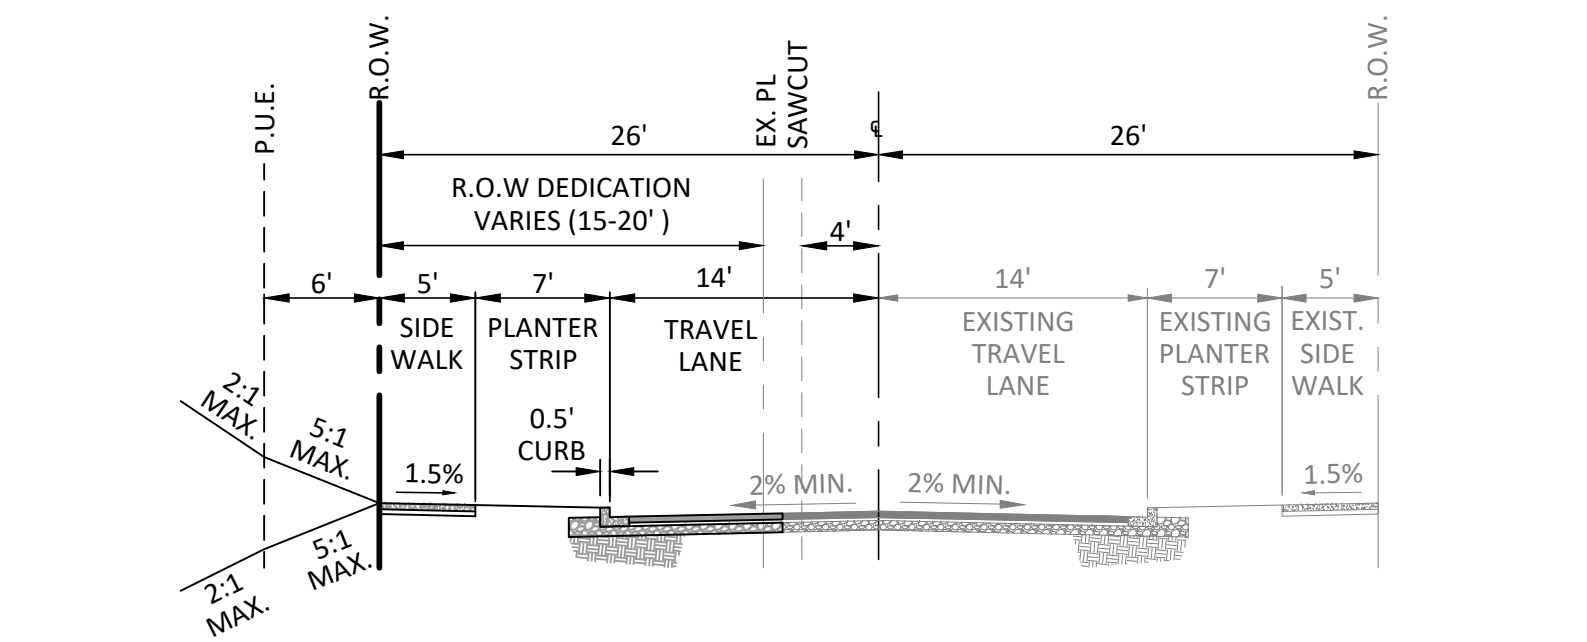 R.O.W.
R.O.W.
P.U.E.
EX. PL
SAWCUT
℄
26'
26'
R.O.W DEDICATION
VARIES (15-20' )
4'
6'
5'
7'
14'
14'
7'
5'
SIDE
WALK
PLANTER
STRIP
TRAVEL
LANE
EXISTING
TRAVEL
LANE
EXISTING
PLANTER
STRIP
EXIST.
SIDE
WALK
2:1
MAX.
5:1
MAX.
0.5'
CURB
1.5%
2% MIN.
2% MIN.
1.5%
5:1
MAX.
2:1
MAX.